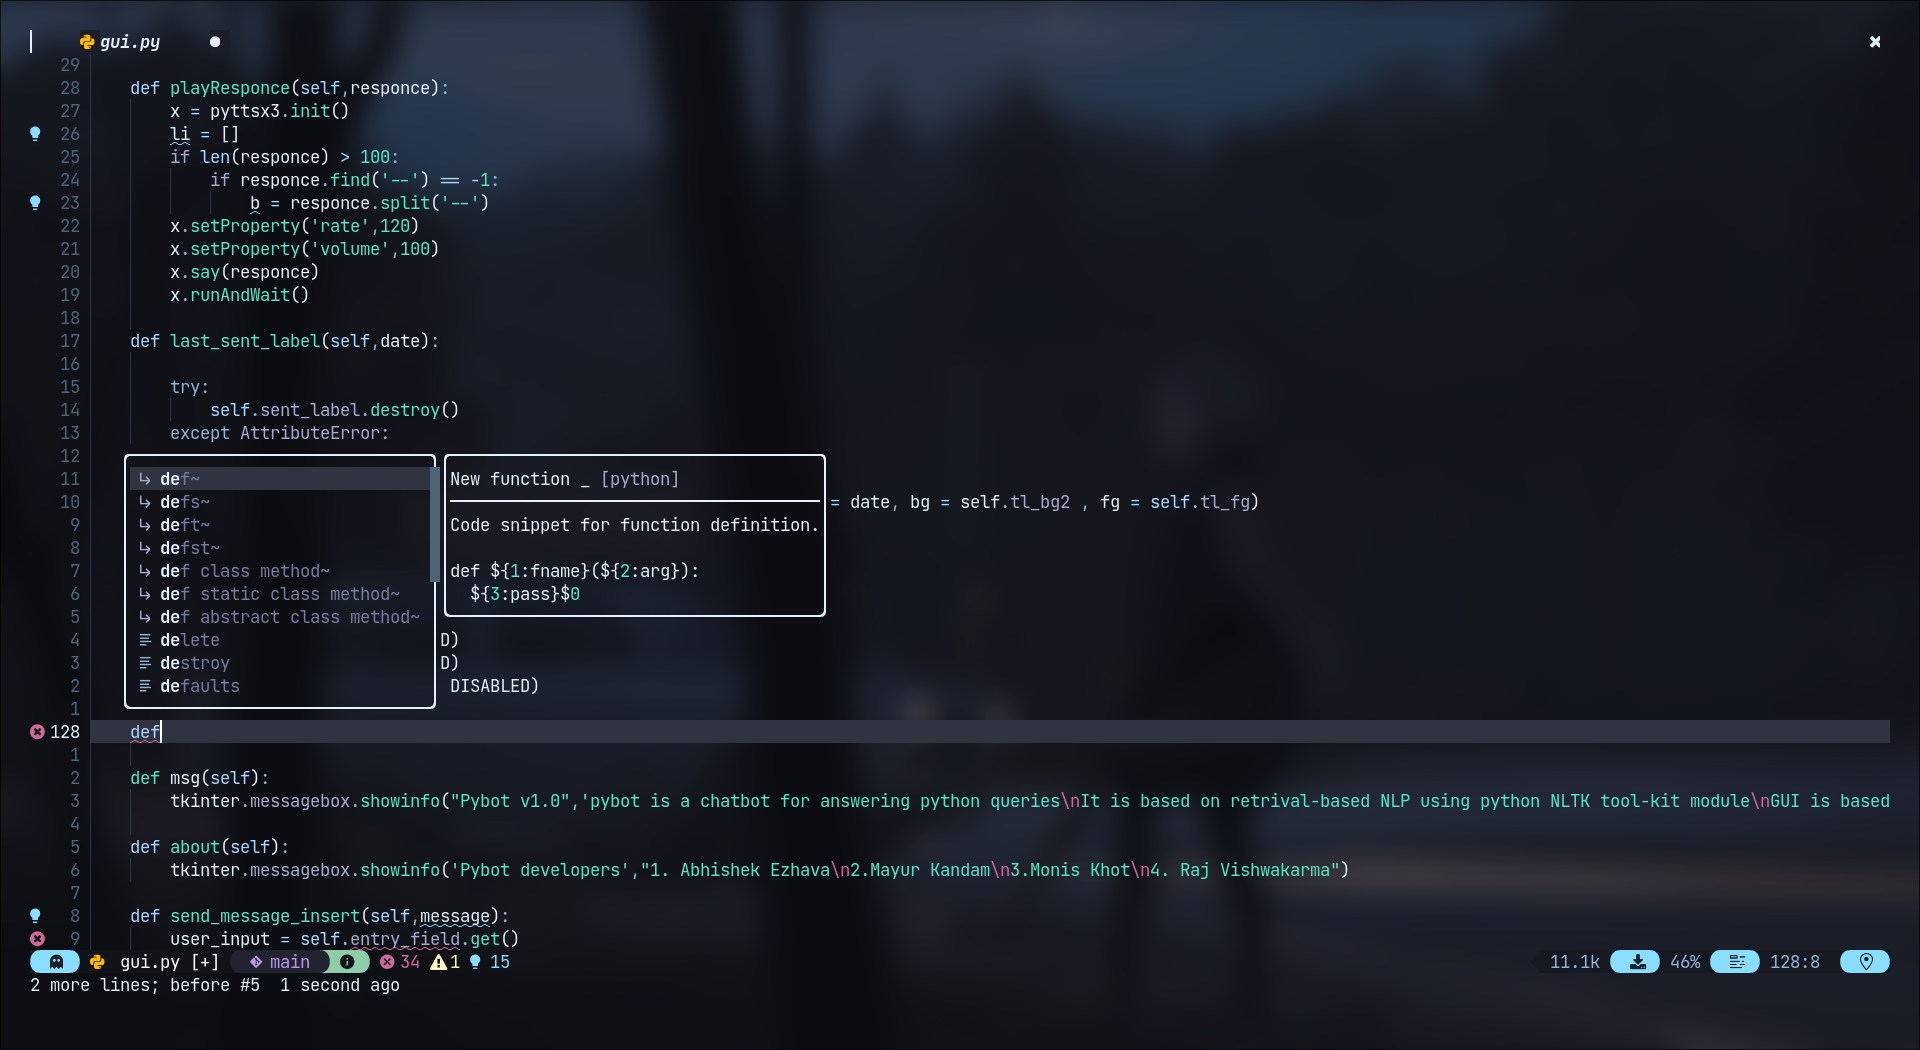 gui.py
29
28 def playResponce(self,responce):
27 x = pyttsx3.init()
26 li = []
25 if len(responce) > 100:
24 if responce.find('--') == -1:
23 b = responce.split('--')
22 x.setProperty('rate',120)
21 x.setProperty('volume',100)
20 x.say(responce)
19 x.runAndWait()
18
17 def last_sent_label(self,date):
16
15 try:
14 self.sent_label.destroy()
13 except AttributeError:
12
11 def~ New function _ [python]
10 defs~ = date, bg = self.tl_bg2 , fg = self.tl_fg)
9 deft~ Code snippet for function definition.
8 defst~
7 def class method~ def ${1:fname}(${2:arg}):
6 def static class method~ ${3:pass}$0
5 def abstract class method~
4 delete D)
3 destroy D)
2 defaults DISABLED)
1
128 def
1
2 def msg(self):
3 tkinter.messagebox.showinfo("Pybot v1.0",'pybot is a chatbot for answering python queries\nIt is based on retrival-based NLP using python NLTK tool-kit module\nGUI is based
4
5 def about(self):
6 tkinter.messagebox.showinfo('Pybot developers',"1. Abhishek Ezhava\n2.Mayur Kandam\n3.Monis Khot\n4. Raj Vishwakarma")
7
8 def send_message_insert(self,message):
9 user_input = self.entry_field.get()
gui.py [+] main 34 1 15 11.1k 46% 128:8
2 more lines; before #5 1 second ago